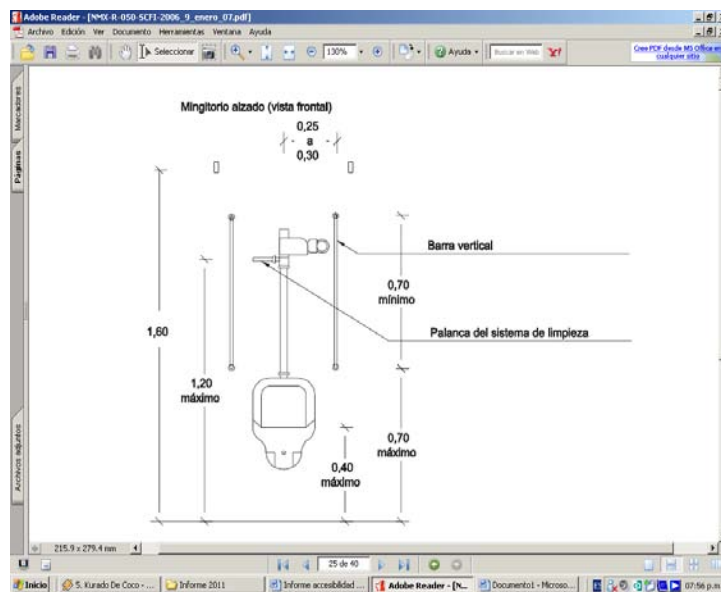 Adobe Reader - [NMX-R-050-SCFI-2006_9_enero_07.pdf]
Archivo Edición Ver Documento Herramientas Ventana Ayuda
Seleccionar
130%
Ayuda
Buscar en Web
Y!
Cree PDF desde MS Office en
cualquier sitio
Marcadores
Páginas
Archivos adjuntos
Mingitorio alzado (vista frontal)
0,25
a
0,30
Barra vertical
0,70
mínimo
Palanca del sistema de limpieza
1,60
1,20
máximo
0,70
máximo
0,40
máximo
215.9 x 279.4 mm
25 de 40
Inicio
5. Kurado De Coco - ...
Informe 2011
Informe accesibilidad ...
Adobe Reader - [N...
Documento1 - Microso...
07:56 p.m.